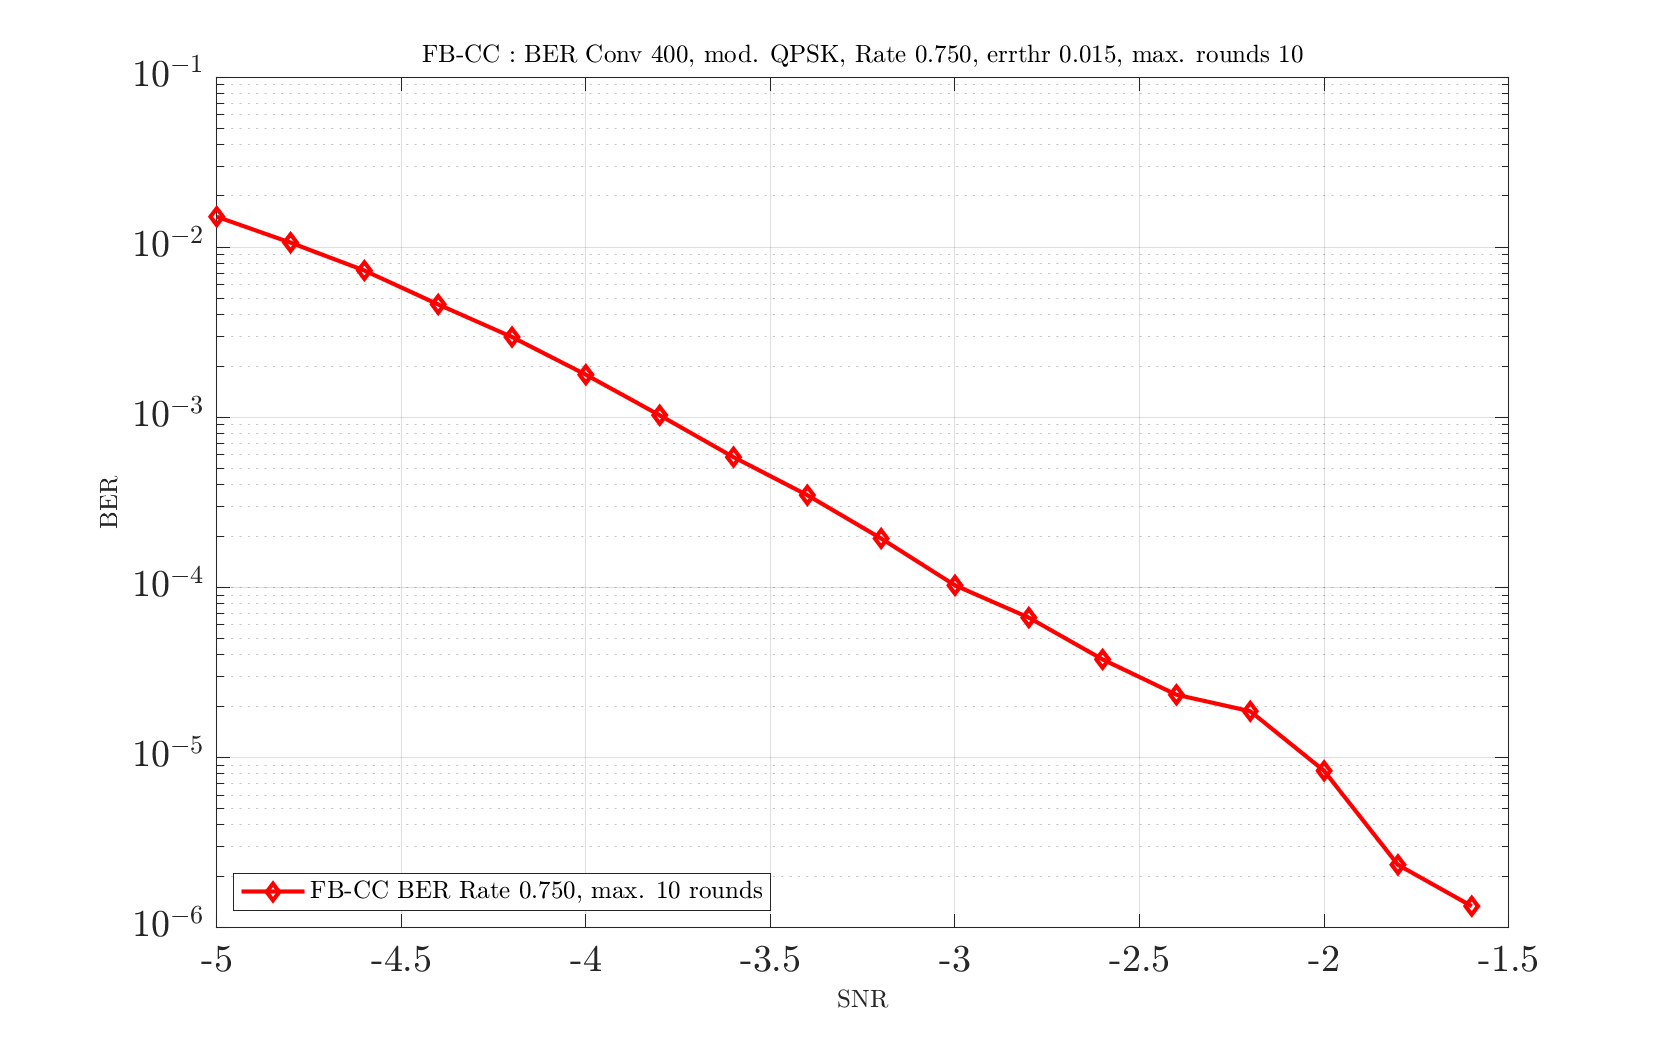 FB-CC : BER Conv 400, mod. QPSK, Rate 0.750, errthr 0.015, max. rounds 10
10⁻¹
10⁻²
10⁻³
10⁻⁴
10⁻⁵
10⁻⁶
BER
FB-CC BER Rate 0.750, max. 10 rounds
-5 -4.5 -4 -3.5 -3 -2.5 -2 -1.5
SNR